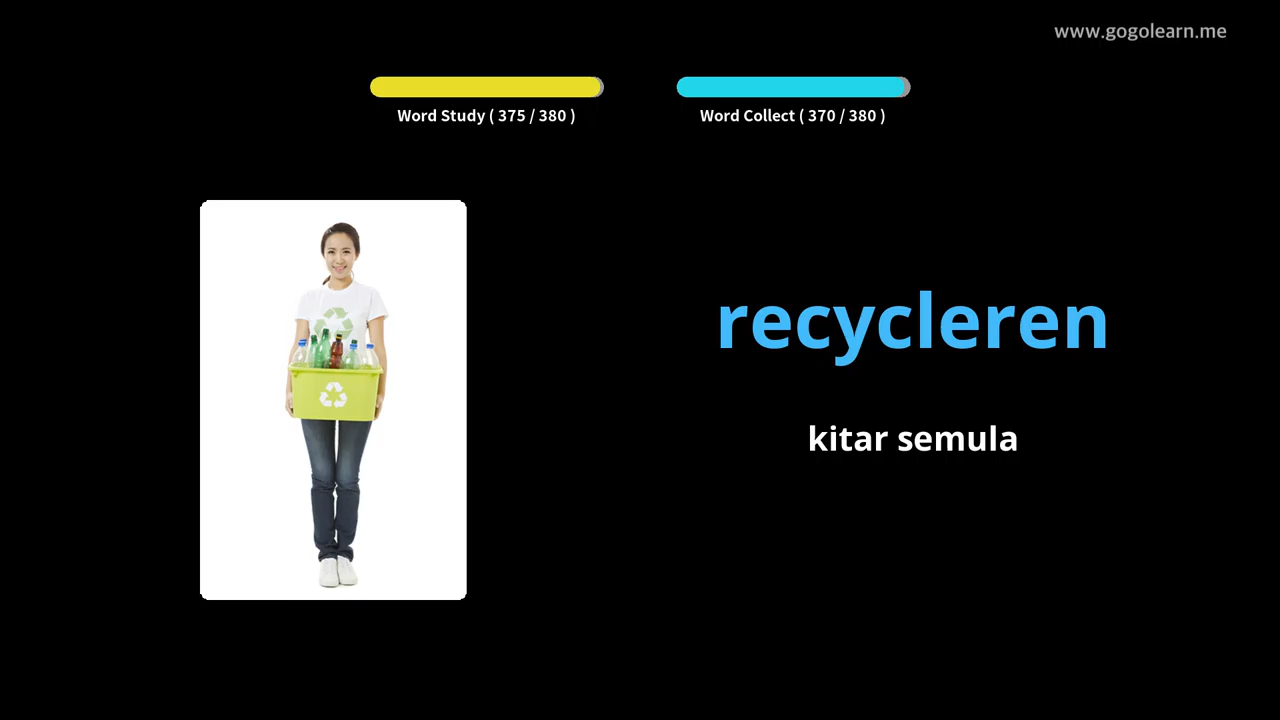 www.gogolearn.me
Word Study ( 375 / 380 )
Word Collect ( 370 / 380 )
recycleren
kitar semula